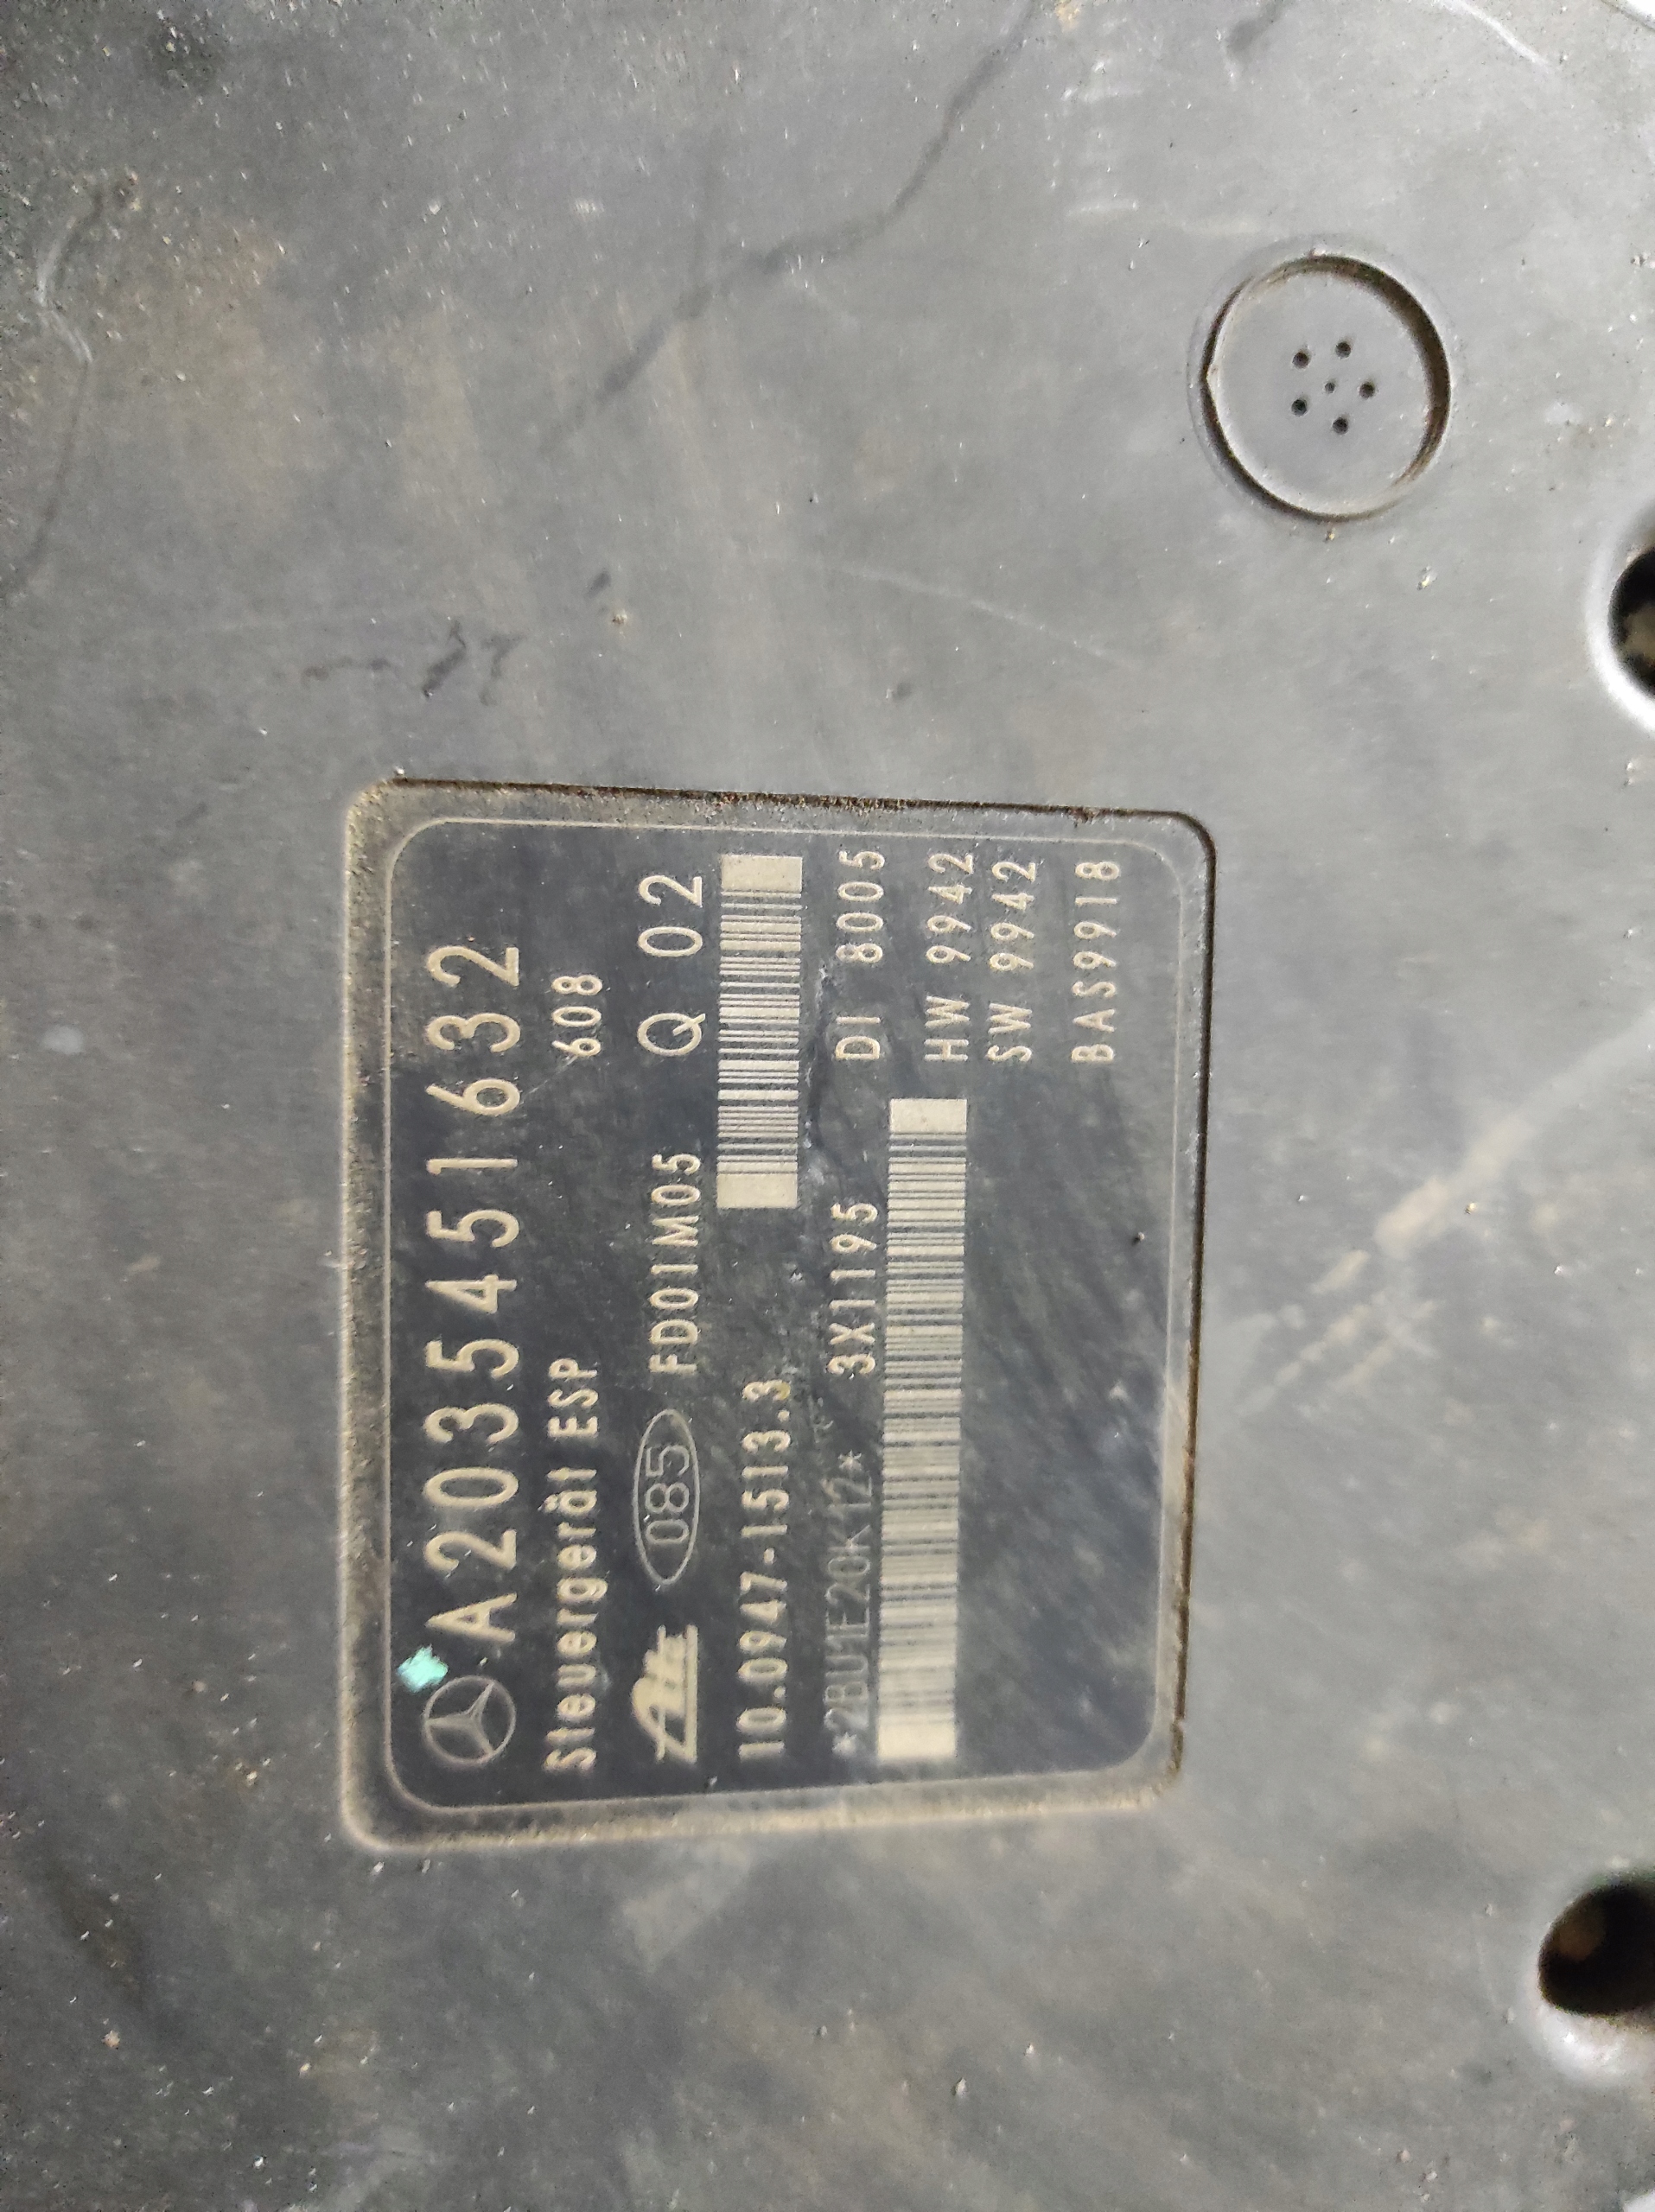 A2035451632
Steuergerät ESP 608
Ate 085 FD01M05 Q 02
10.0947-1513.3
*2BU1E20K12* 3X1195 DI 8005
HW 9942
SW 9942
BAS9918